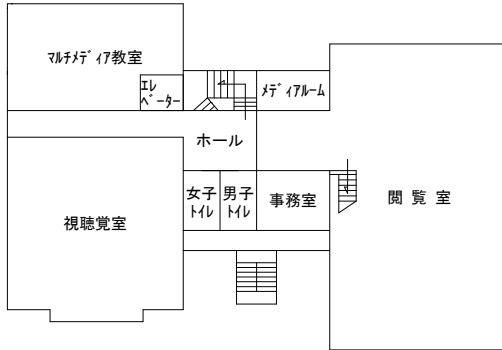 マルチメディア教室
エレ
ベーター
メディアルーム
ホール
女子
トイレ
男子
トイレ
事務室
閲 覧 室
視聴覚室